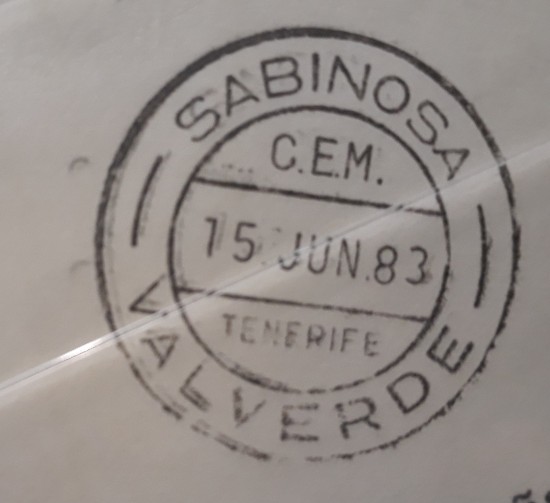 SABINOSA
C.E.M.
15 JUN.83
TENERIFE
VALVERDE